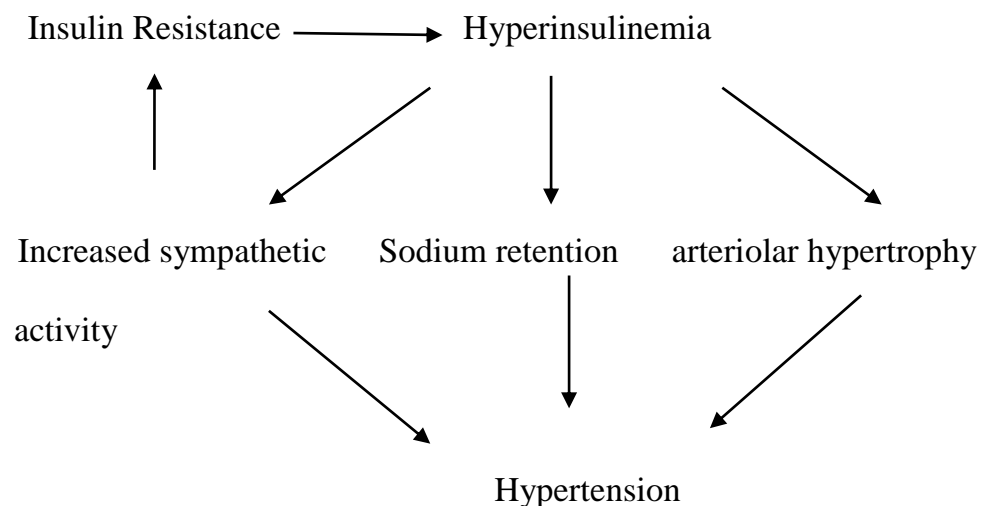 Insulin Resistance Hyperinsulinemia
Increased sympathetic Sodium retention arteriolar hypertrophy
activity
Hypertension